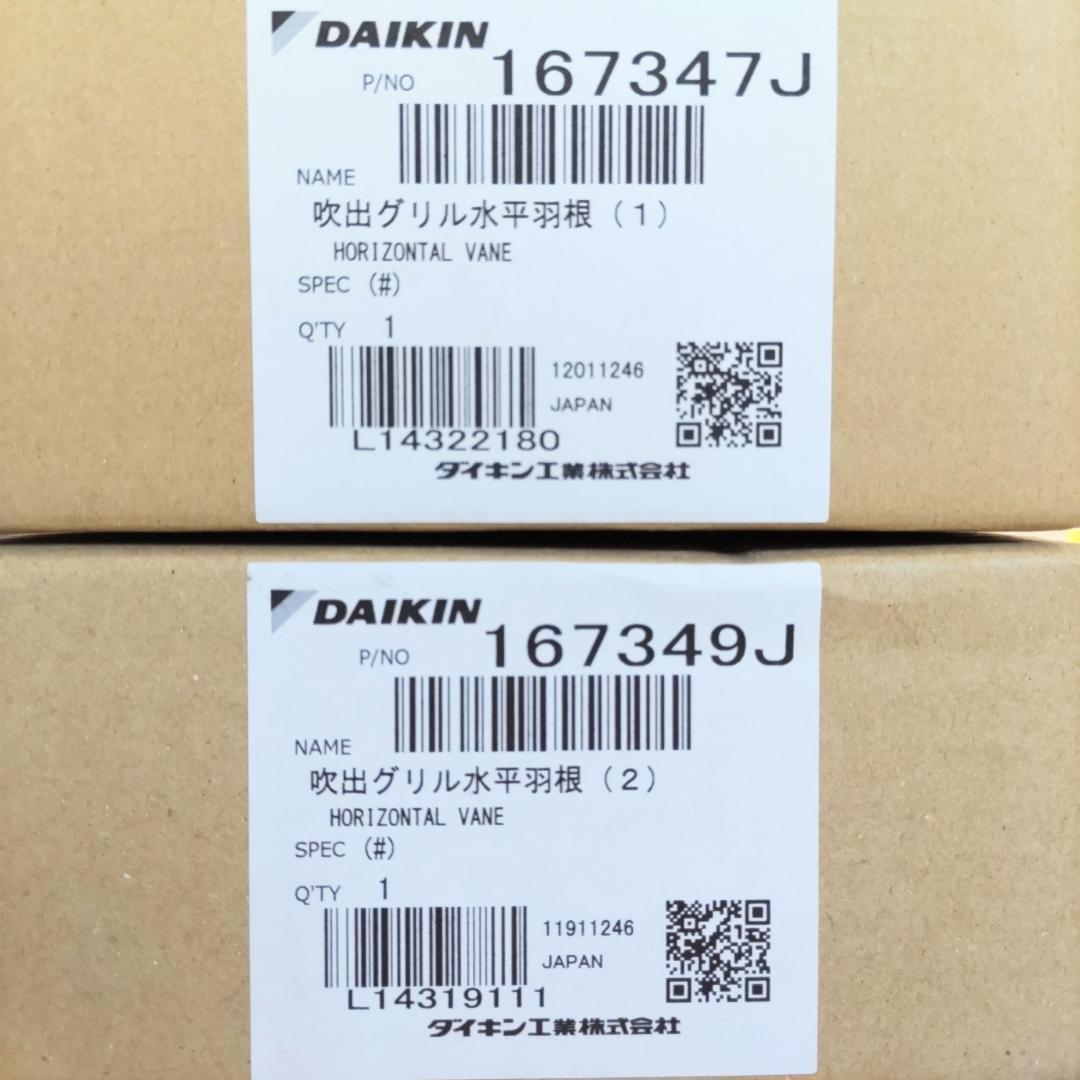 DAIKIN
P/NO 167347J
NAME
吹出グリル水平羽根（1）
HORIZONTAL VANE
SPEC (#)
Q'TY 1
12011246
JAPAN
L14322180
ダイキン工業株式会社
DAIKIN
P/NO 167349J
NAME
吹出グリル水平羽根（2）
HORIZONTAL VANE
SPEC (#)
Q'TY 1
11911246
JAPAN
L14319111
ダイキン工業株式会社